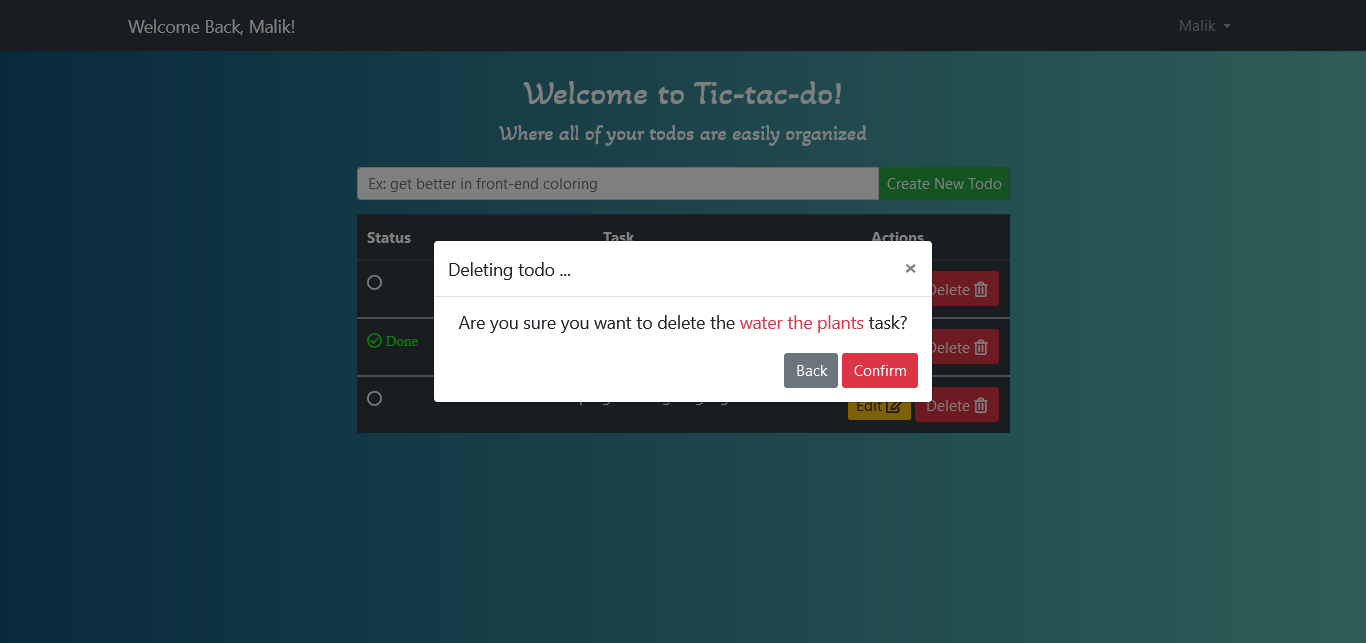 Welcome Back, Malik!
Malik
Welcome to Tic-tac-do!
Where all of your todos are easily organized
Ex: get better in front-end coloring
Create New Todo
Status Task Actions
Deleting todo ...
×
Delete
Are you sure you want to delete the water the plants task?
Done
Delete
Back Confirm
Edit Delete